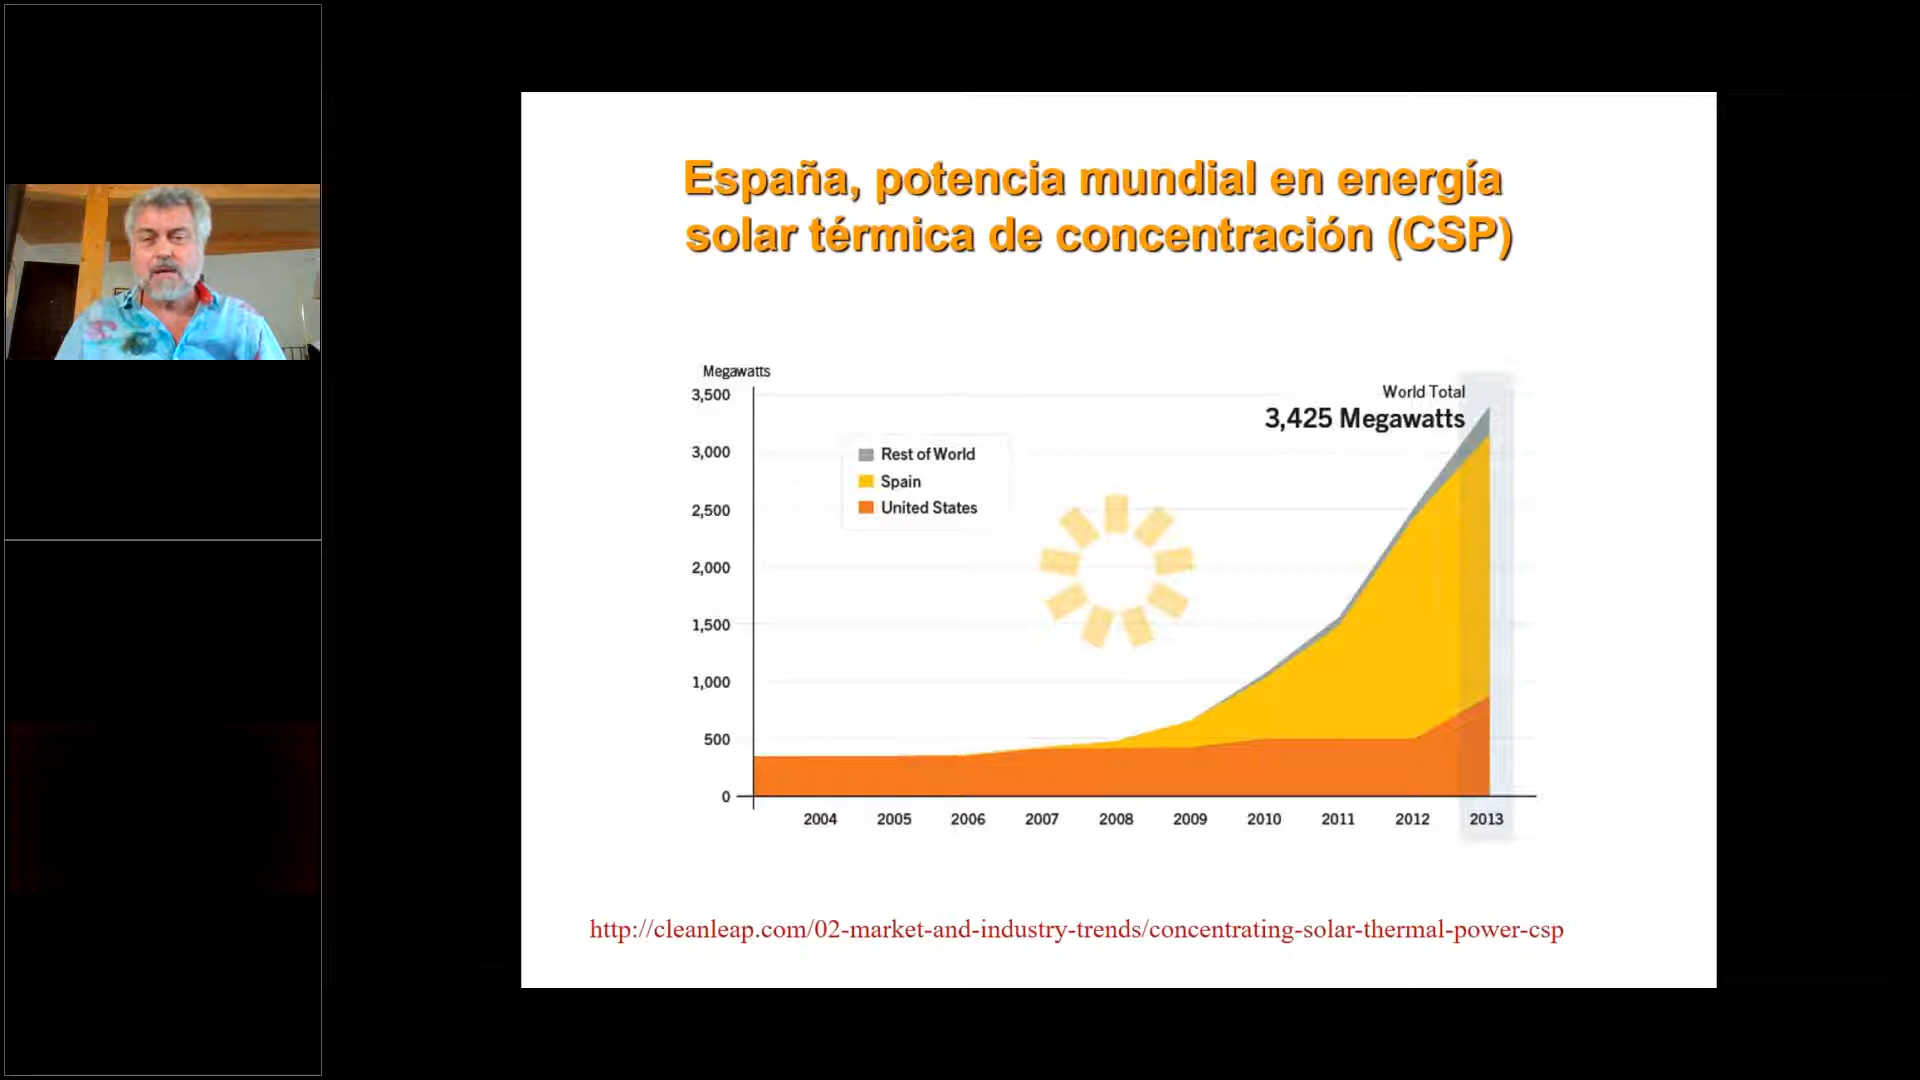 España, potencia mundial en energía
solar térmica de concentración (CSP)
Megawatts
3,500
3,000
2,500
2,000
1,500
1,000
500
0
World Total
3,425 Megawatts
Rest of World
Spain
United States
2004 2005 2006 2007 2008 2009 2010 2011 2012 2013
http://cleanleap.com/02-market-and-industry-trends/concentrating-solar-thermal-power-csp